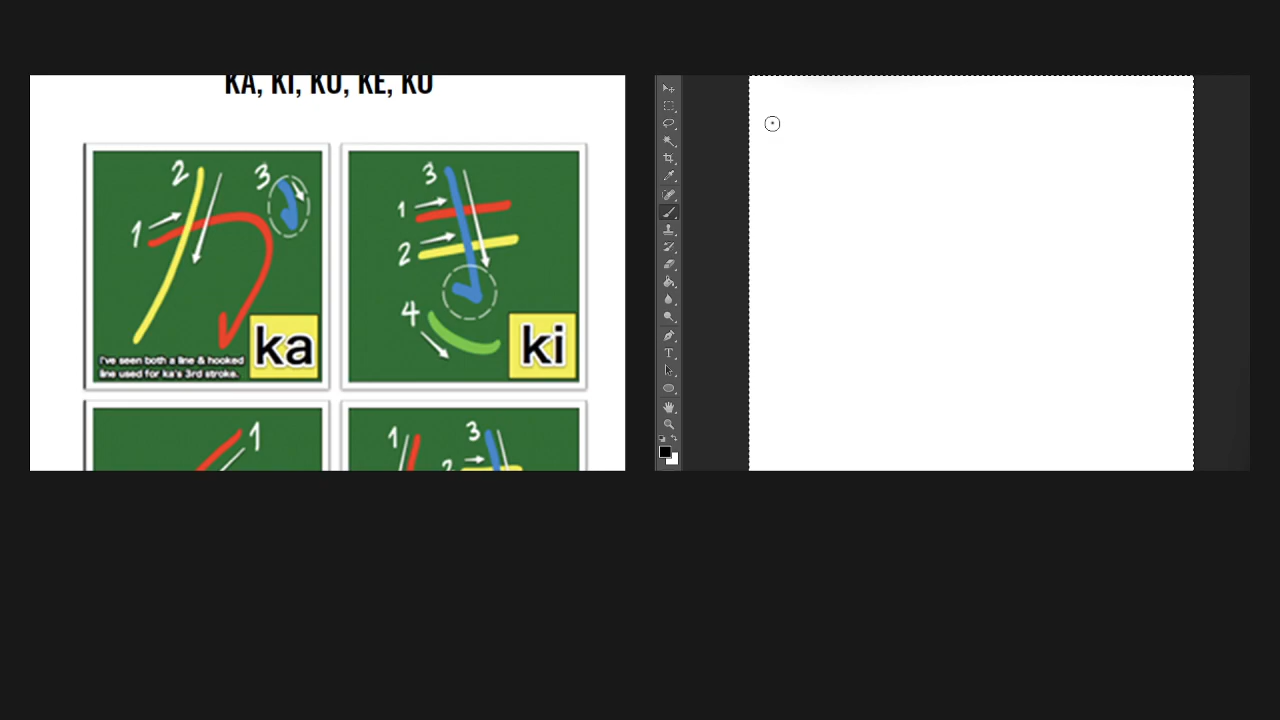 KA, KI, KU, KE, KO
2
3
1
I've seen both a line & hooked
line used for ka's 3rd stroke.
ka
3
1
2
4
ki
1
1
3
2
T